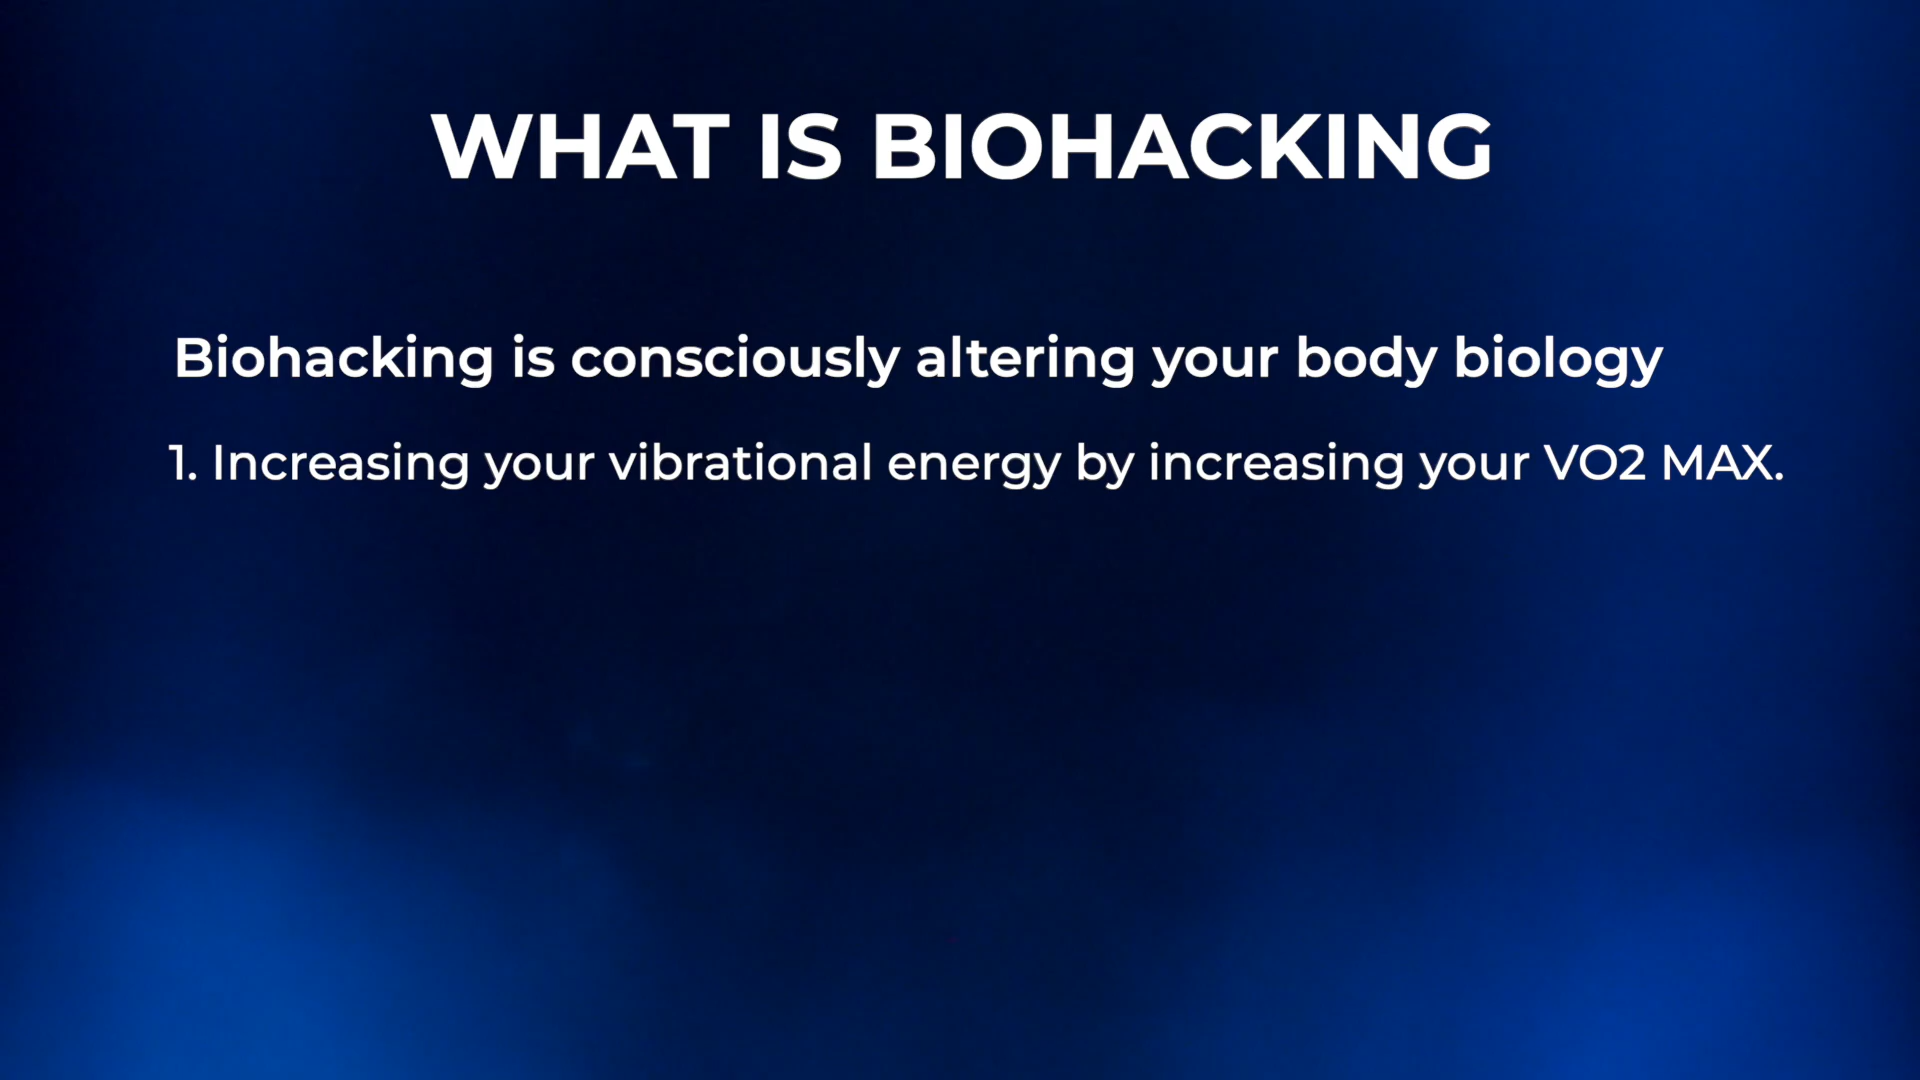 WHAT IS BIOHACKING
Biohacking is consciously altering your body biology
1. Increasing your vibrational energy by increasing your VO2 MAX.